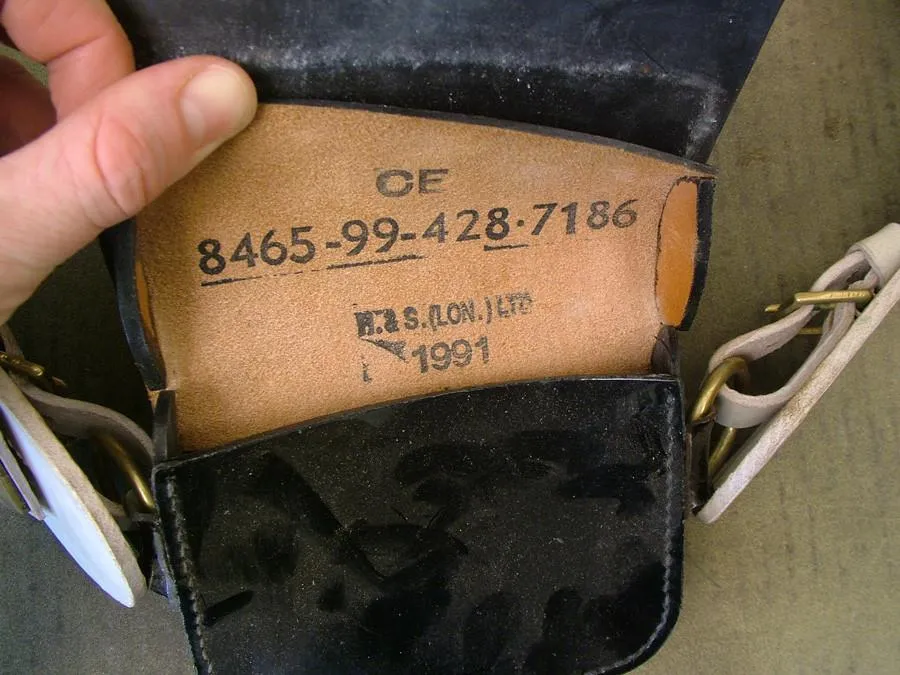 CE
8465-99-428·7186
H.& S.(LON.) LTD
1991